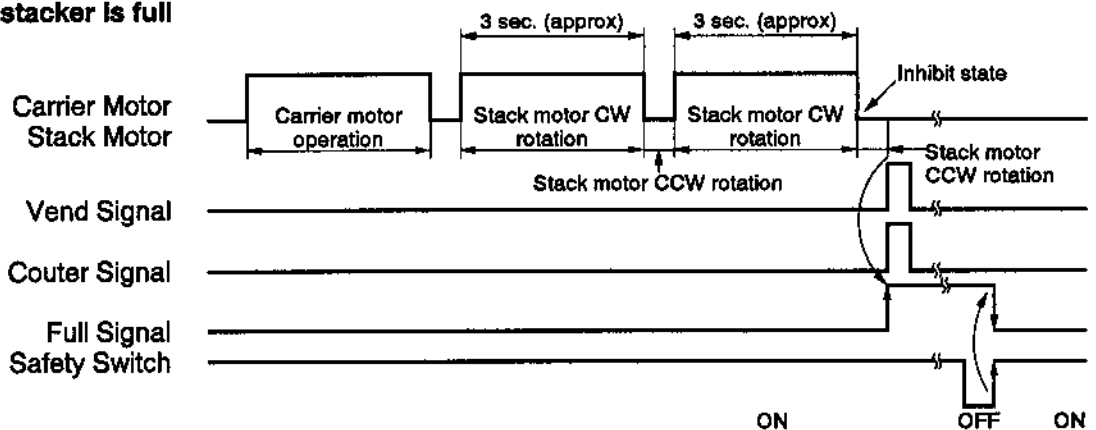 stacker is full
3 sec. (approx)
3 sec. (approx)
Inhibit state
Carrier Motor
Stack Motor
Carrier motor
operation
Stack motor CW
rotation
Stack motor CW
rotation
Stack motor CCW rotation
Stack motor
CCW rotation
Vend Signal
Couter Signal
Full Signal
Safety Switch
ON
OFF
ON